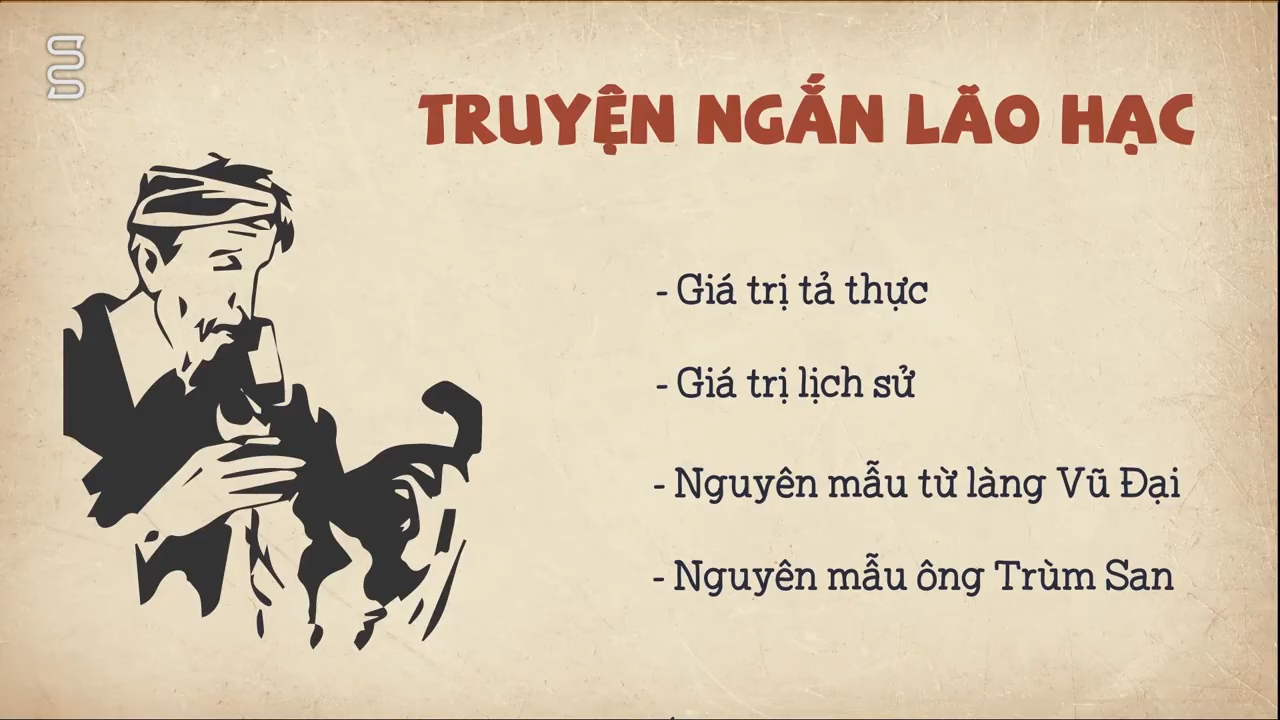 TRUYỆN NGẮN LÃO HẠC
- Giá trị tả thực
- Giá trị lịch sử
- Nguyên mẫu từ làng Vũ Đại
- Nguyên mẫu ông Trùm San